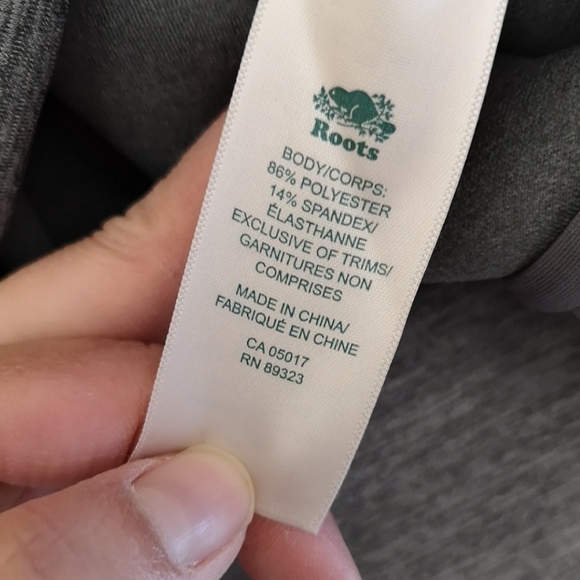 Roots
BODY/CORPS:
86% POLYESTER
14% SPANDEX/
ÉLASTHANNE
EXCLUSIVE OF TRIMS/
GARNITURES NON
COMPRISES
MADE IN CHINA/
FABRIQUÉ EN CHINE
CA 05017
RN 89323